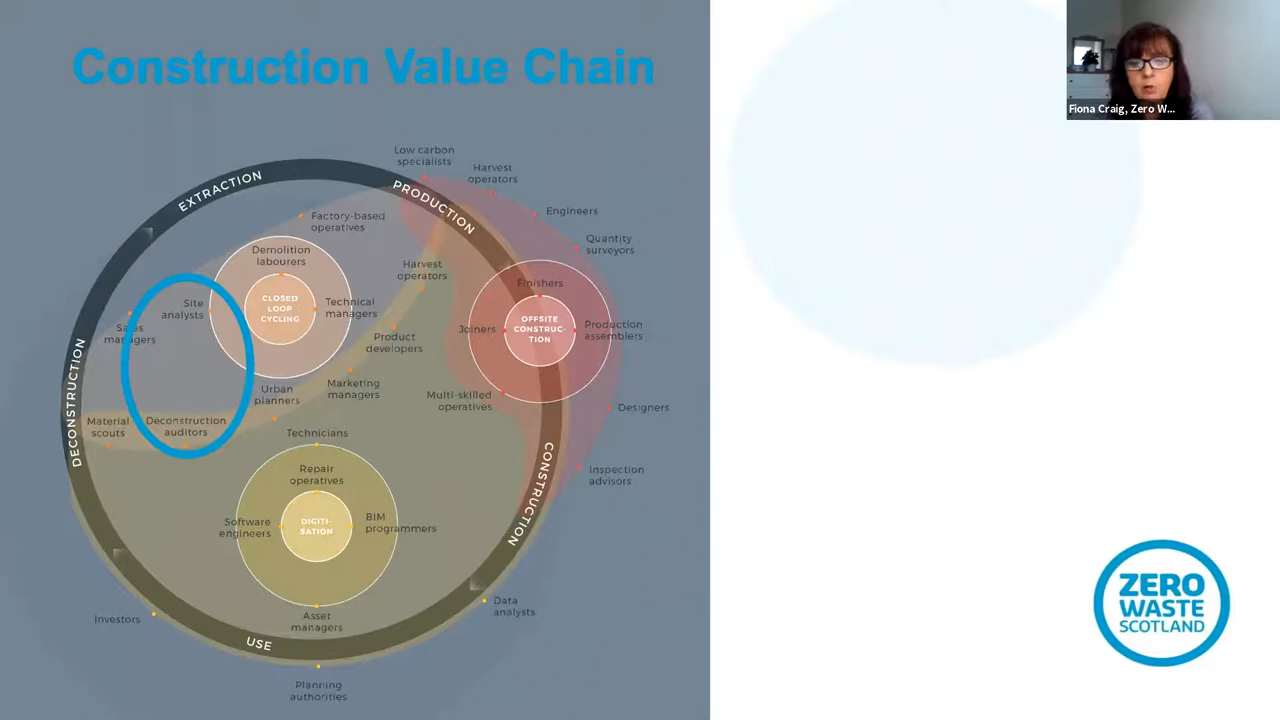 Construction Value Chain
Fiona Craig, Zero W...
Low carbon
specialists
Harvest
operators
EXTRACTION
PRODUCTION
Engineers
Factory-based
operatives
Quantity
surveyors
Demolition
labourers
Harvest
operators
Finishers
Site
analysts
CLOSED
LOOP
CYCLING
Technical
managers
OFFSITE
CONSTRUC-
TION
Joiners
Production
assemblers
Sales
managers
Product
developers
DECONSTRUCTION
Urban
planners
Marketing
managers
Multi-skilled
operatives
Designers
Material
scouts
Deconstruction
auditors
Technicians
CONSTRUCTION
Inspection
advisors
Repair
operatives
Software
engineers
DIGITI-
SATION
BIM
programmers
Data
analysts
Investors
Asset
managers
USE
Planning
authorities
ZERO
WASTE
SCOTLAND